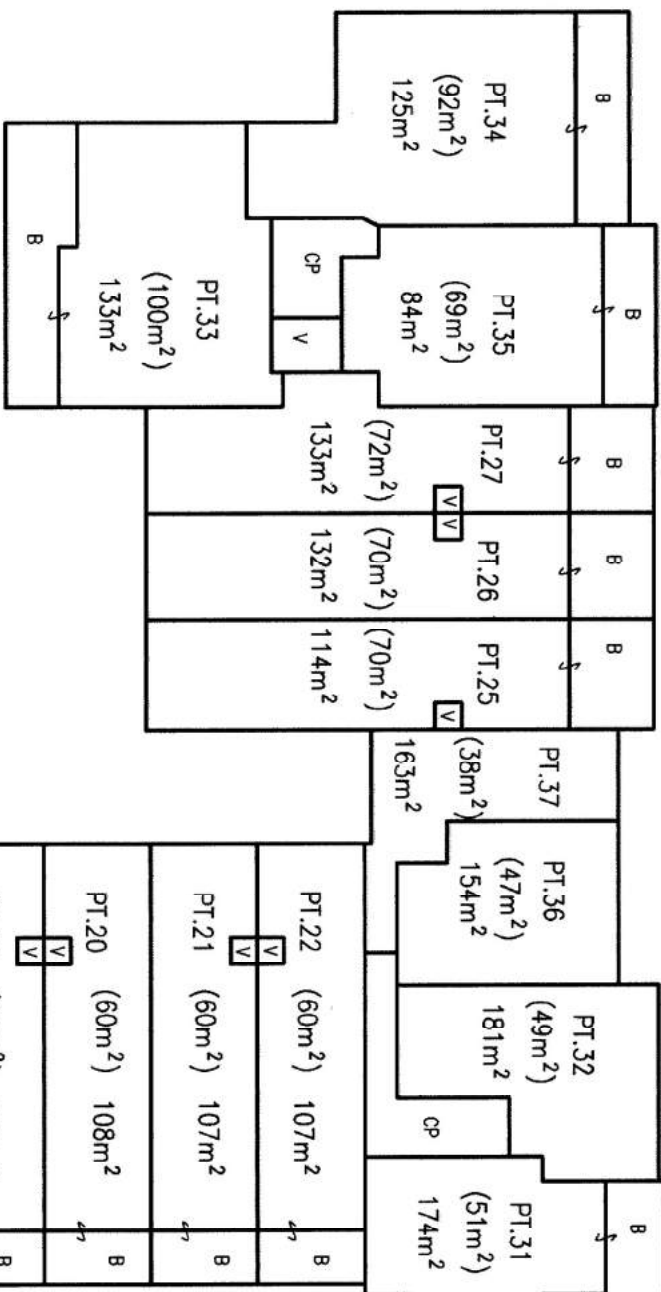 B
PT.34
(92m²)
125m²
B
PT.35
(69m²)
84m²
CP
V
PT.33
(100m²)
133m²
B
B
PT.27
(72m²)
133m²
V
B
PT.26
(70m²)
132m²
V
B
PT.25
(70m²)
114m²
V
PT.37
(38m²)
163m²
PT.36
(47m²)
154m²
PT.32
(49m²)
181m²
CP
B
PT.31
(51m²)
174m²
PT.22 (60m²) 107m²
V
B
PT.21 (60m²) 107m²
V
B
PT.20 (60m²) 108m²
V
B
V
B